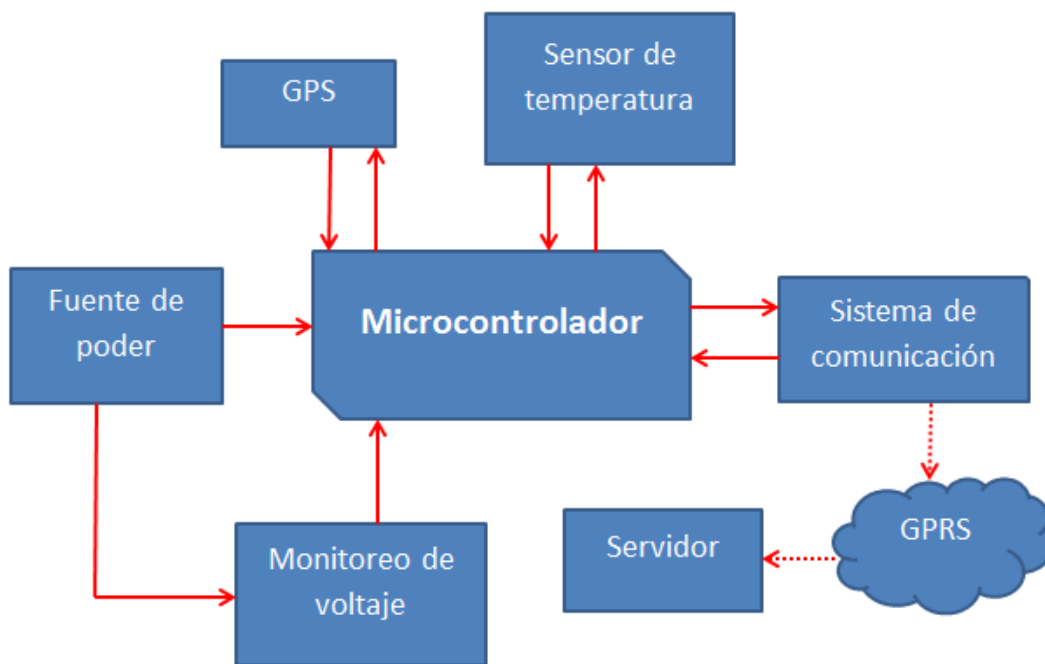 GPS
Sensor de
temperatura
Fuente de
poder
Microcontrolador
Sistema de
comunicación
Monitoreo de
voltaje
Servidor
GPRS